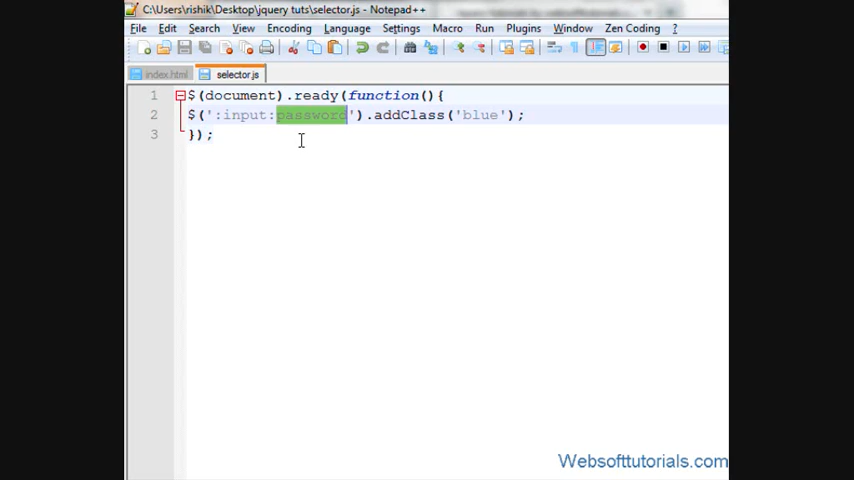 C:\Users\rishik\Desktop\jquery tuts\selector.js - Notepad++
File Edit Search View Encoding Language Settings Macro Run Plugins Window Zen Coding ?
index.html selector.js
1 $(document).ready(function(){
2 $(':input:password').addClass('blue');
3 });
Websofttutorials.com